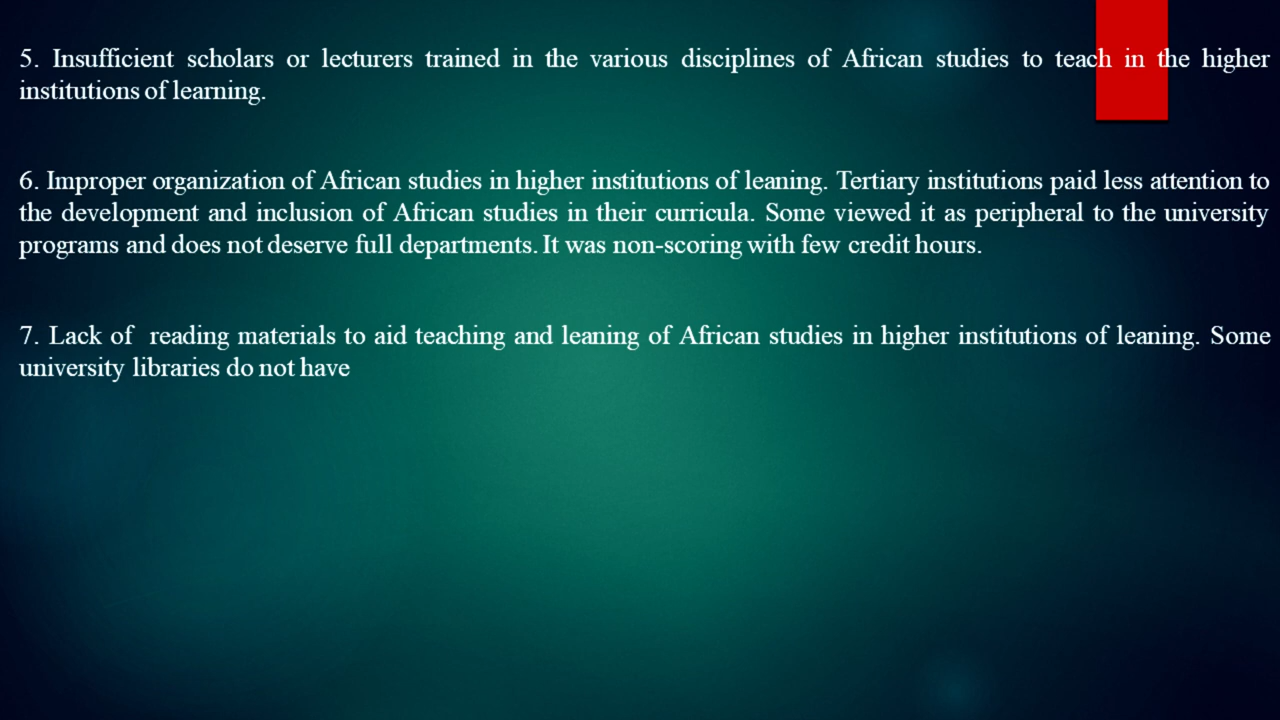 5. Insufficient scholars or lecturers trained in the various disciplines of African studies to teach in the higher
institutions of learning.
6. Improper organization of African studies in higher institutions of leaning. Tertiary institutions paid less attention to
the development and inclusion of African studies in their curricula. Some viewed it as peripheral to the university
programs and does not deserve full departments. It was non-scoring with few credit hours.
7. Lack of reading materials to aid teaching and leaning of African studies in higher institutions of leaning. Some
university libraries do not have